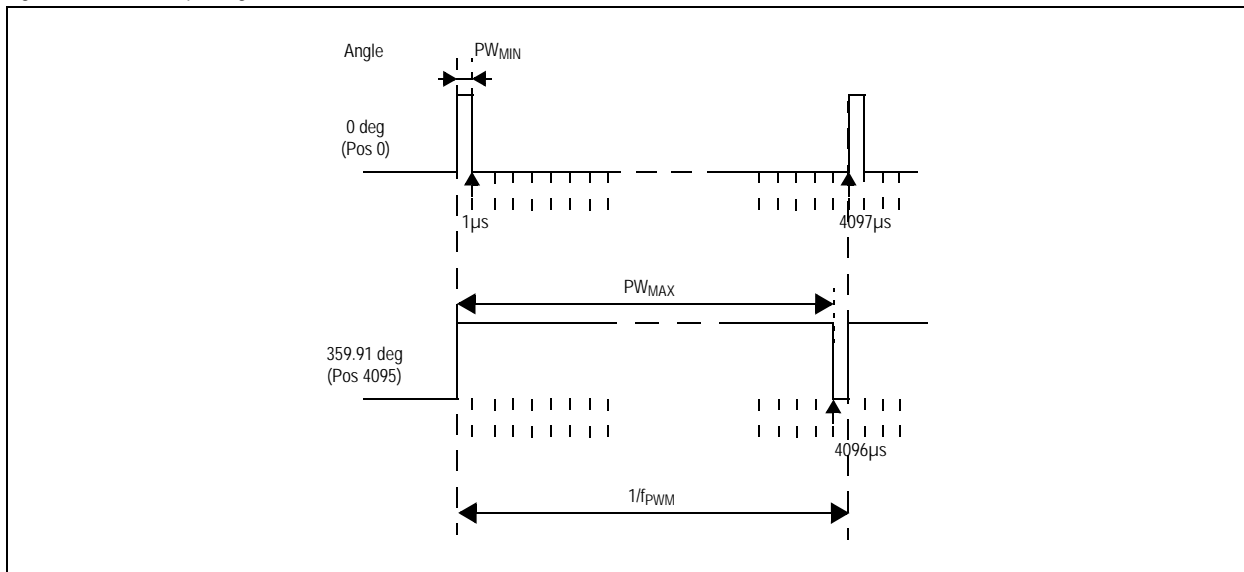 Angle
PWMIN
0 deg
(Pos 0)
1µs
4097µs
PWMAX
359.91 deg
(Pos 4095)
4096µs
1/fPWM